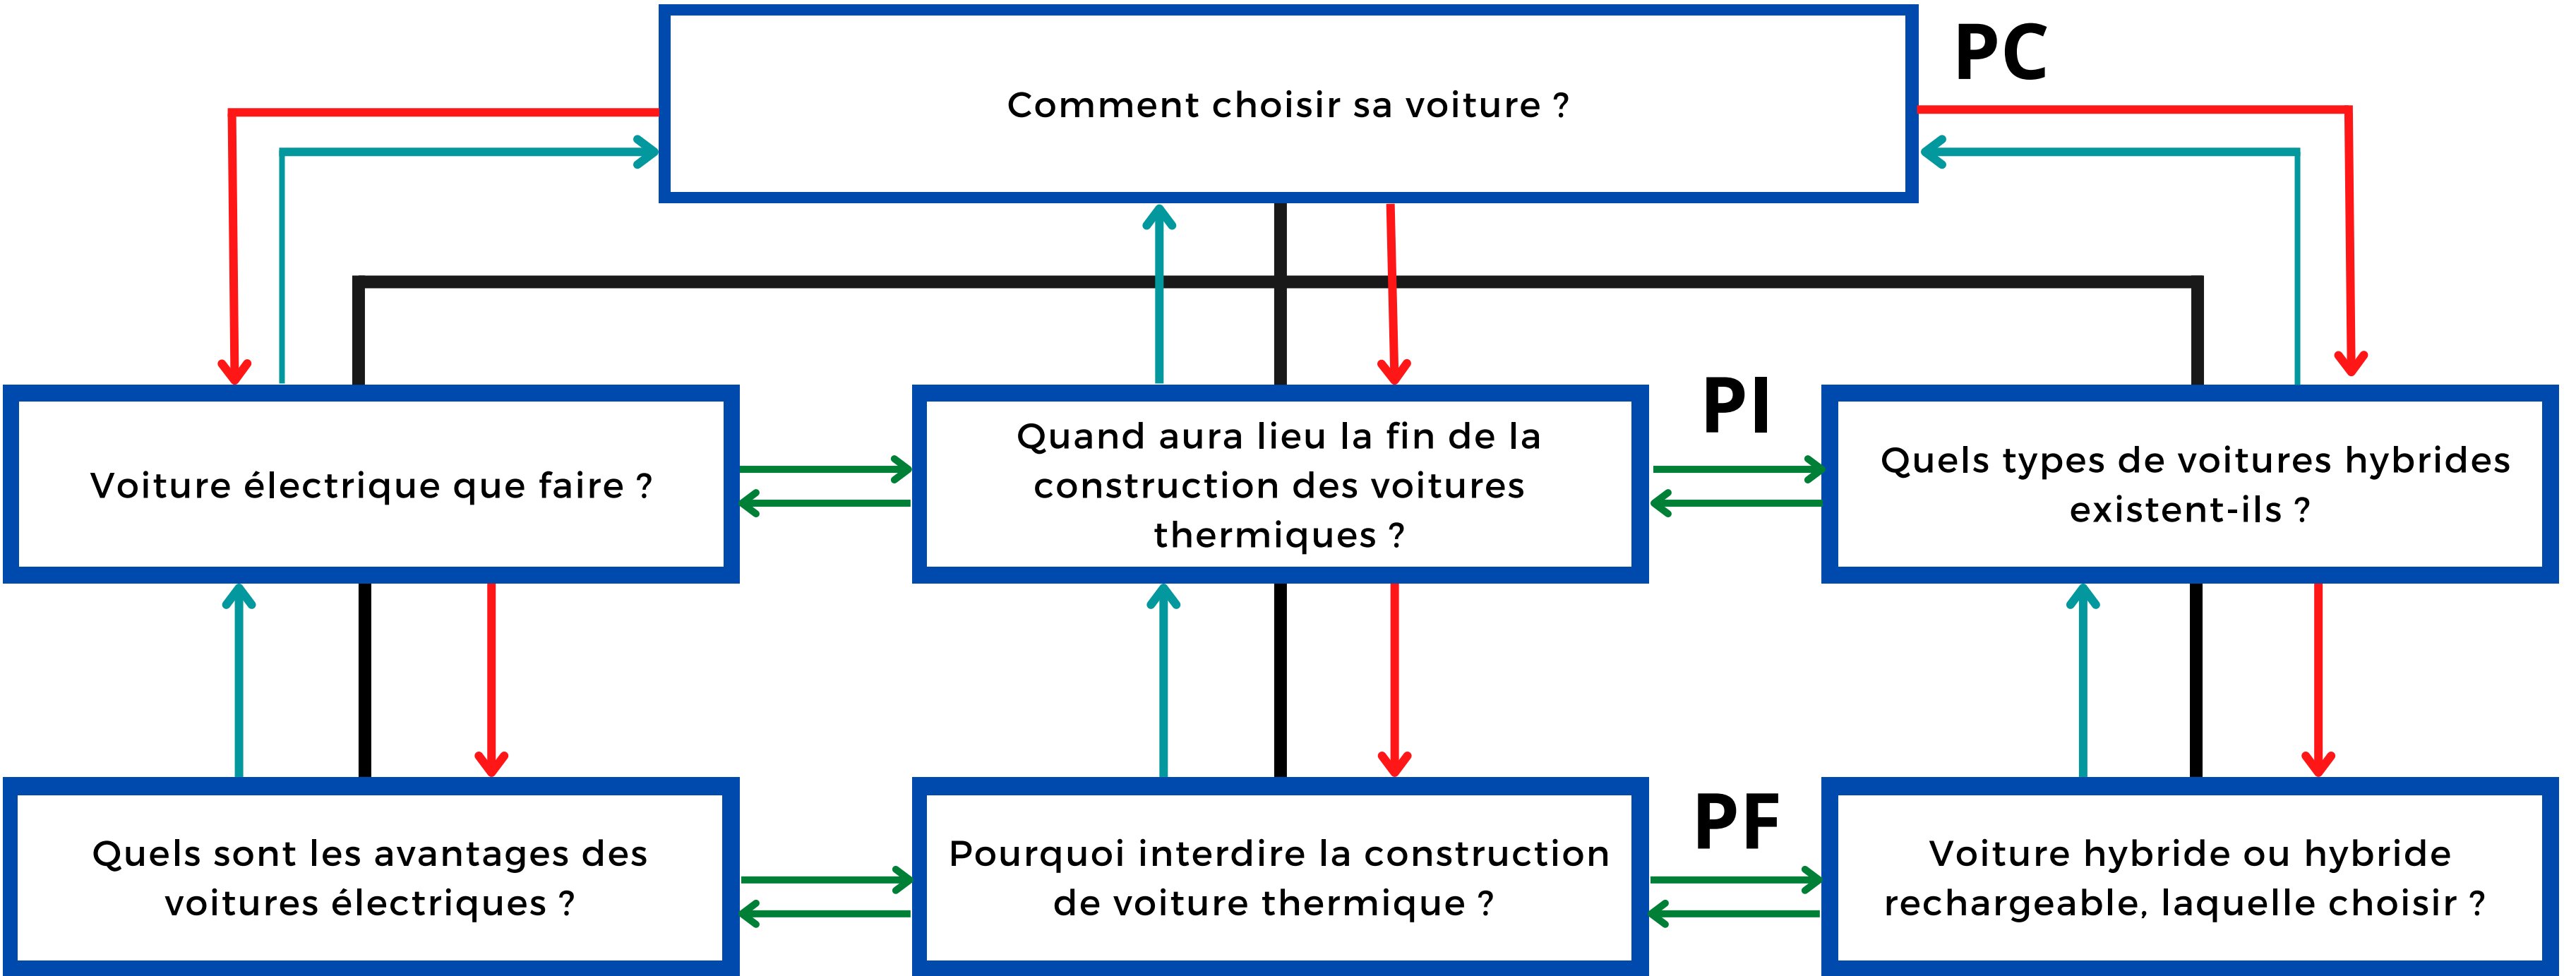 Comment choisir sa voiture ?
PC
Voiture électrique que faire ?
Quand aura lieu la fin de la
construction des voitures
thermiques ?
PI
Quels types de voitures hybrides
existent-ils ?
Quels sont les avantages des
voitures électriques ?
Pourquoi interdire la construction
de voiture thermique ?
PF
Voiture hybride ou hybride
rechargeable, laquelle choisir ?